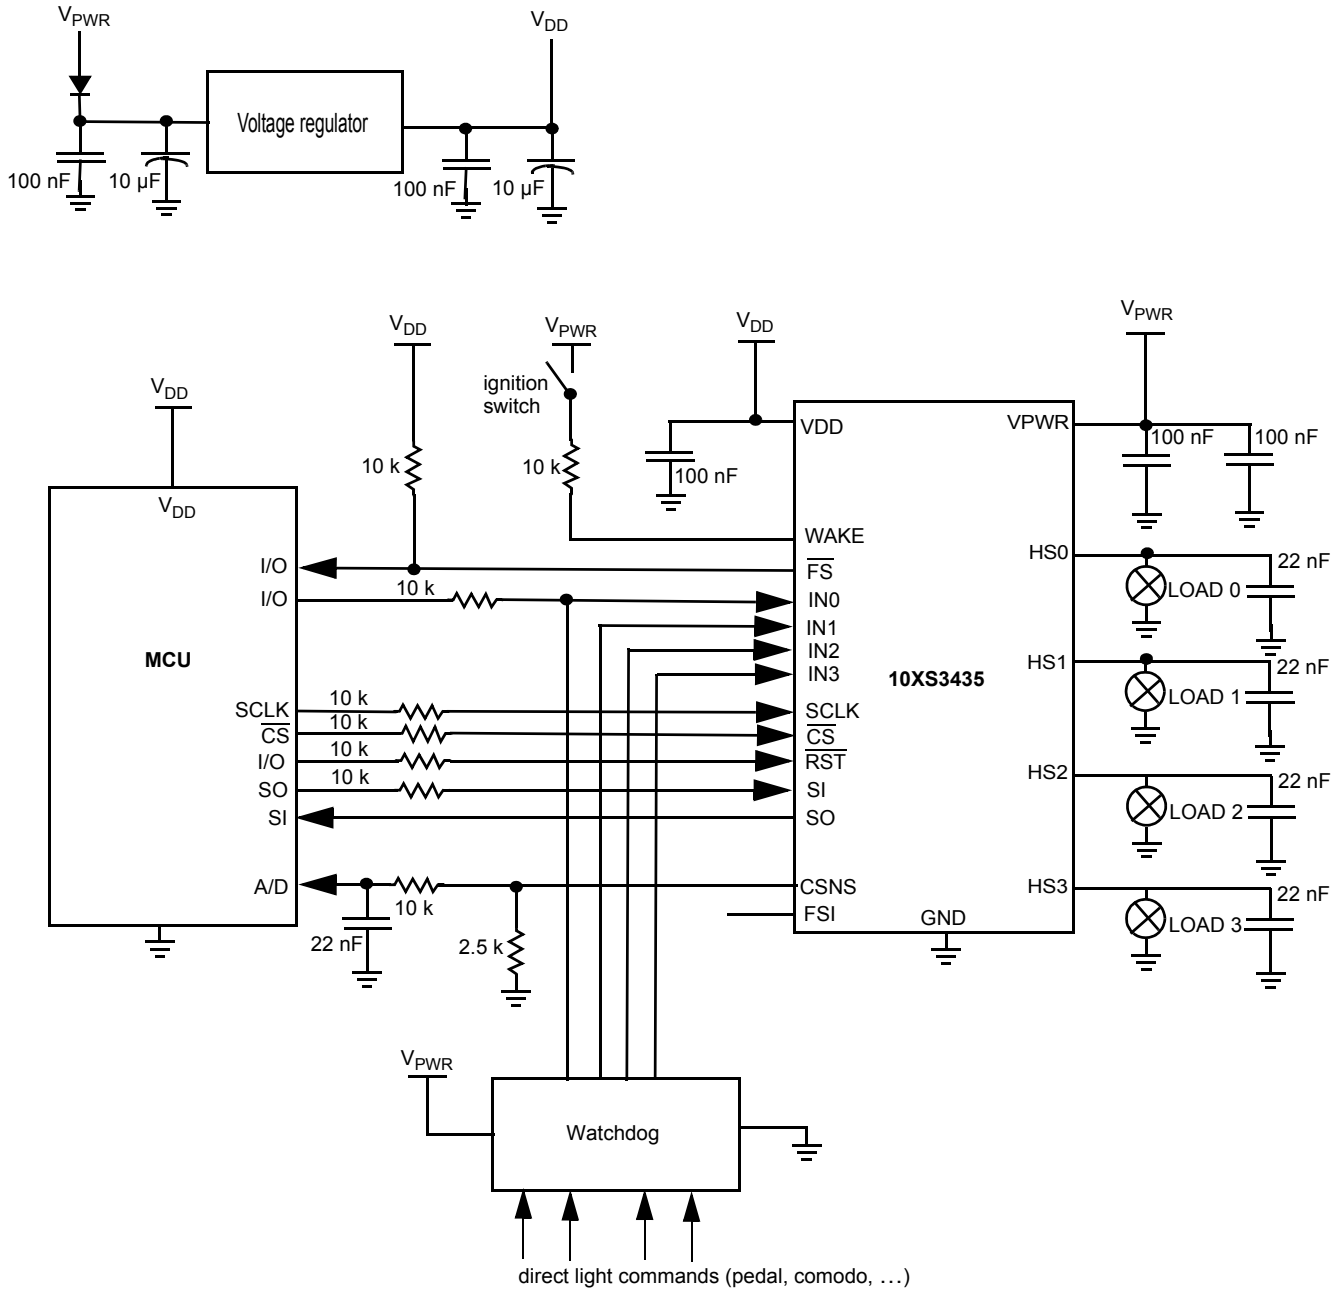 VPWR
VDD
Voltage regulator
100 nF
10 µF
100 nF
10 µF
VDD
VPWR
VDD
VPWR
ignition
switch
VDD
10 k
10 k
100 nF
VDD
VPWR
100 nF
100 nF
VDD
WAKE
HS0
22 nF
I/O
FS
10 k
I/O
IN0
LOAD 0
IN1
MCU
IN2
HS1
22 nF
IN3
10XS3435
LOAD 1
10 k
SCLK
SCLK
10 k
CS
CS
10 k
I/O
RST
HS2
22 nF
10 k
SO
SI
LOAD 2
SI
SO
A/D
10 k
CSNS
HS3
22 nF
FSI
GND
LOAD 3
22 nF
2.5 k
VPWR
Watchdog
direct light commands (pedal, comodo, …)